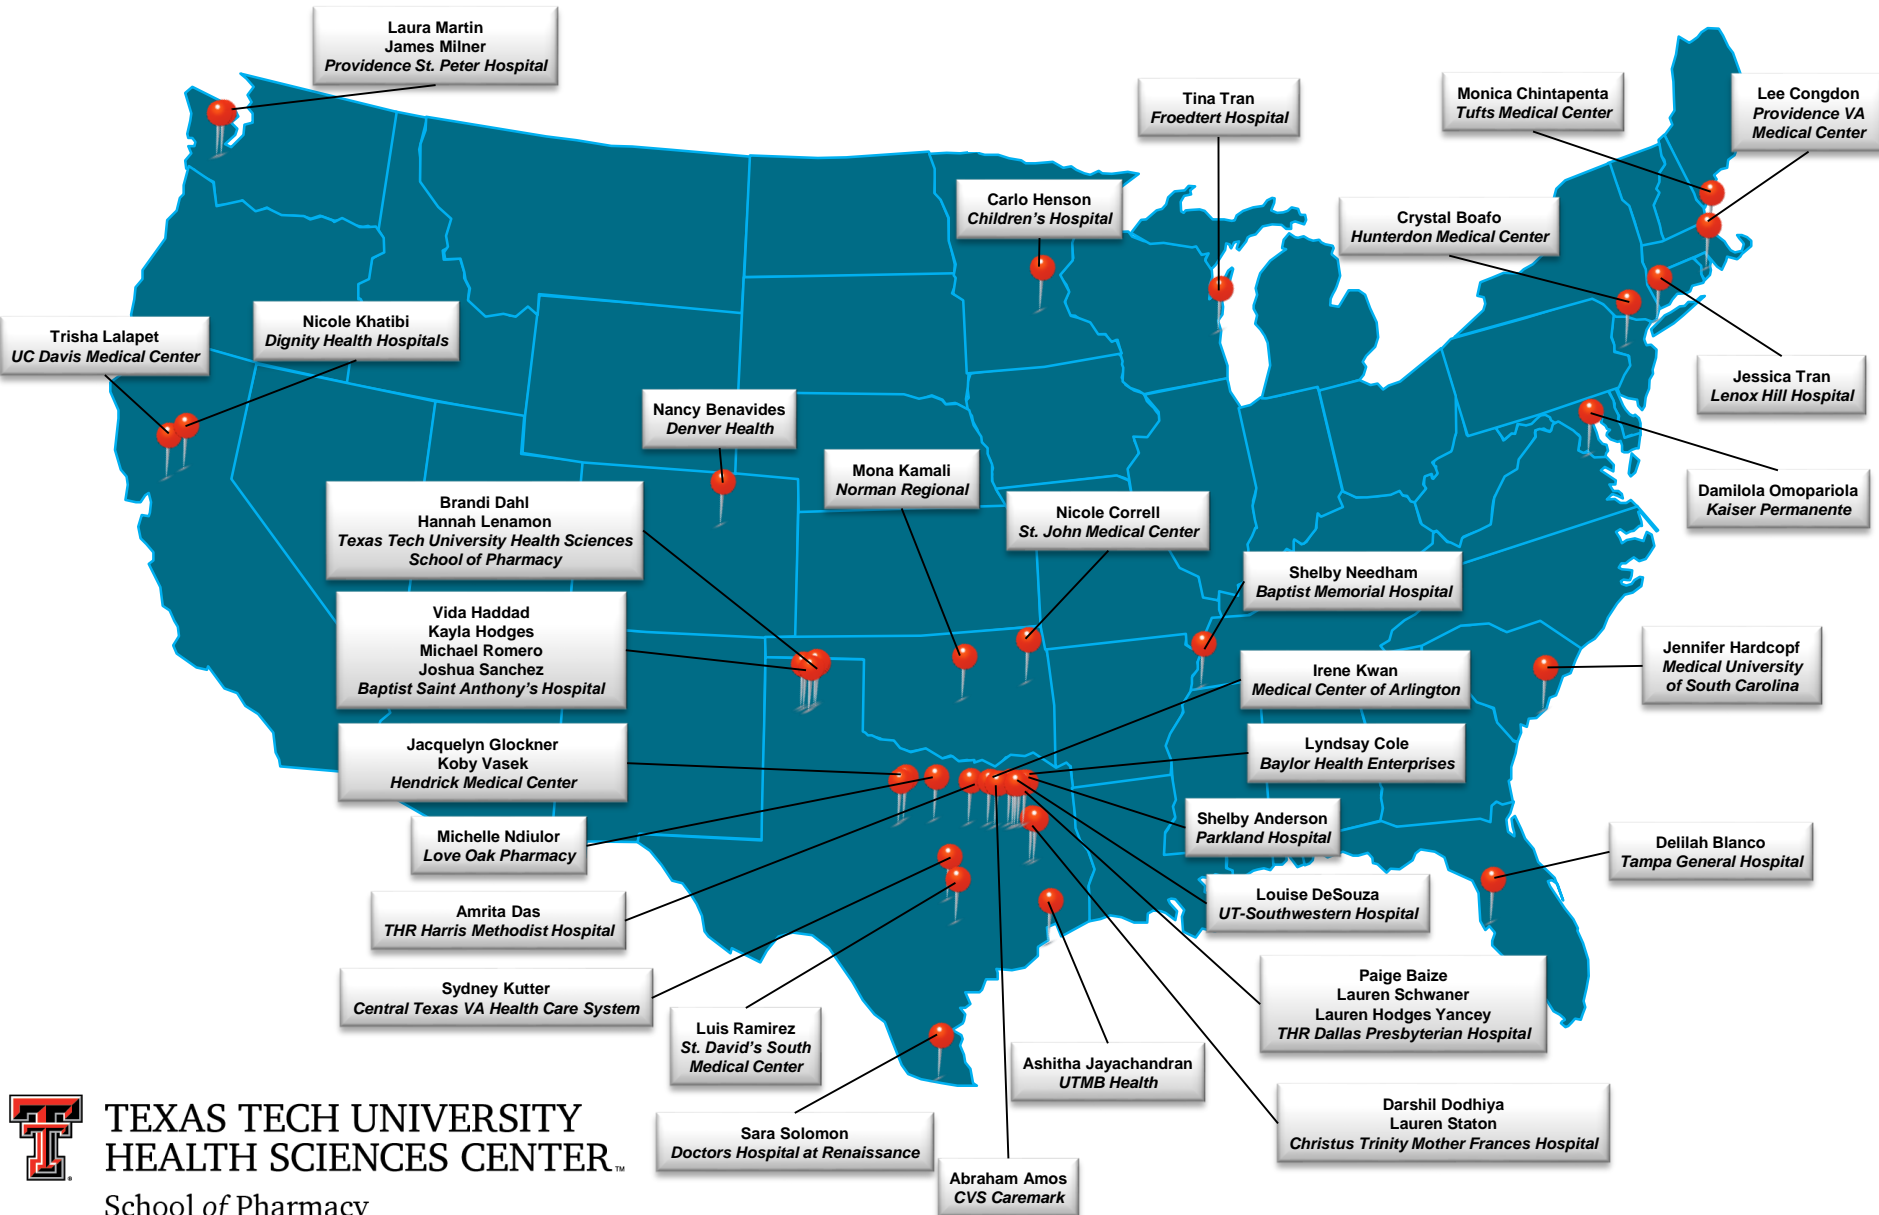 Laura Martin
James Milner
Providence St. Peter Hospital
Tina Tran
Froedtert Hospital
Monica Chintapenta
Tufts Medical Center
Lee Congdon
Providence VA
Medical Center
Carlo Henson
Children's Hospital
Crystal Boafo
Hunterdon Medical Center
Trisha Lalapet
UC Davis Medical Center
Nicole Khatibi
Dignity Health Hospitals
Jessica Tran
Lenox Hill Hospital
Nancy Benavides
Denver Health
Mona Kamali
Norman Regional
Damilola Omopariola
Kaiser Permanente
Brandi Dahl
Hannah Lenamon
Texas Tech University Health Sciences
School of Pharmacy
Nicole Correll
St. John Medical Center
Shelby Needham
Baptist Memorial Hospital
Vida Haddad
Kayla Hodges
Michael Romero
Joshua Sanchez
Baptist Saint Anthony's Hospital
Irene Kwan
Medical Center of Arlington
Jennifer Hardcopf
Medical University
of South Carolina
Jacquelyn Glockner
Koby Vasek
Hendrick Medical Center
Lyndsay Cole
Baylor Health Enterprises
Michelle Ndiulor
Love Oak Pharmacy
Shelby Anderson
Parkland Hospital
Delilah Blanco
Tampa General Hospital
Amrita Das
THR Harris Methodist Hospital
Louise DeSouza
UT-Southwestern Hospital
Sydney Kutter
Central Texas VA Health Care System
Paige Baize
Lauren Schwaner
Lauren Hodges Yancey
THR Dallas Presbyterian Hospital
Luis Ramirez
St. David's South
Medical Center
Ashitha Jayachandran
UTMB Health
Darshil Dodhiya
Lauren Staton
Christus Trinity Mother Frances Hospital
Sara Solomon
Doctors Hospital at Renaissance
Abraham Amos
CVS Caremark
TEXAS TECH UNIVERSITY
HEALTH SCIENCES CENTER™
School of Pharmacy